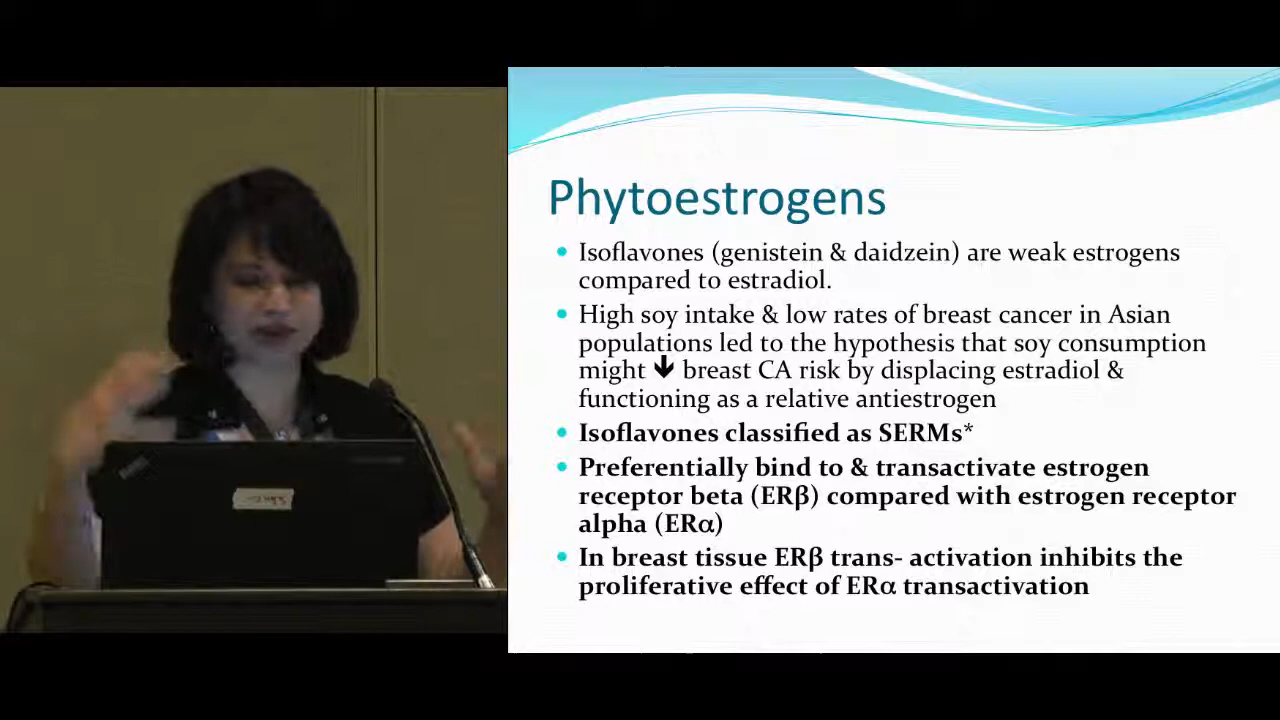 Phytoestrogens
Isoflavones (genistein & daidzein) are weak estrogens
compared to estradiol.
High soy intake & low rates of breast cancer in Asian
populations led to the hypothesis that soy consumption
might 🡻 breast CA risk by displacing estradiol &
functioning as a relative antiestrogen
Isoflavones classified as SERMs*
Preferentially bind to & transactivate estrogen
receptor beta (ERβ) compared with estrogen receptor
alpha (ERα)
In breast tissue ERβ trans- activation inhibits the
proliferative effect of ERα transactivation